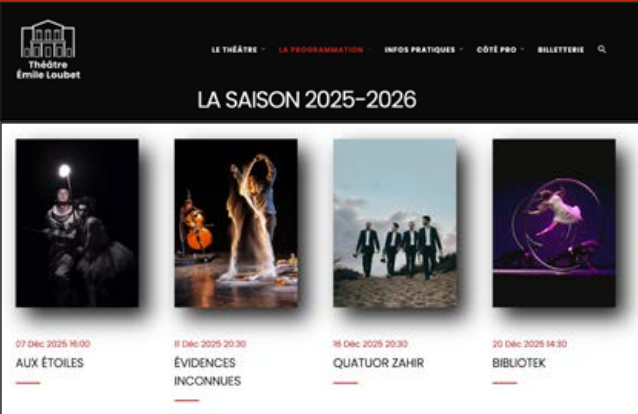 Théâtre
Émile Loubet
LE THÉÂTRE
LA PROGRAMMATION
INFOS PRATIQUES
CÔTÉ PRO
BILLETTERIE
LA SAISON 2025-2026
07 Déc 2025 16:00
AUX ÉTOILES
11 Déc 2025 20:30
ÉVIDENCES
INCONNUES
16 Déc 2025 20:30
QUATUOR ZAHIR
20 Déc 2025 14:30
BIBLIOTEK